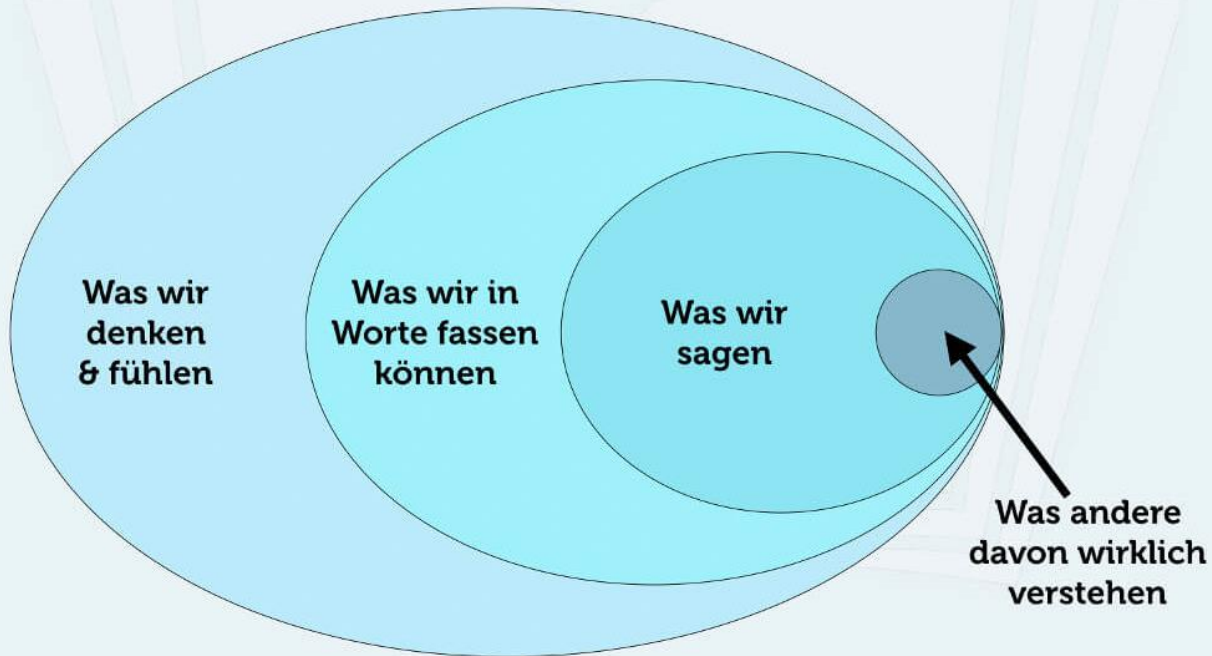 Was wir
denken
& fühlen
Was wir in
Worte fassen
können
Was wir
sagen
Was andere
davon wirklich
verstehen